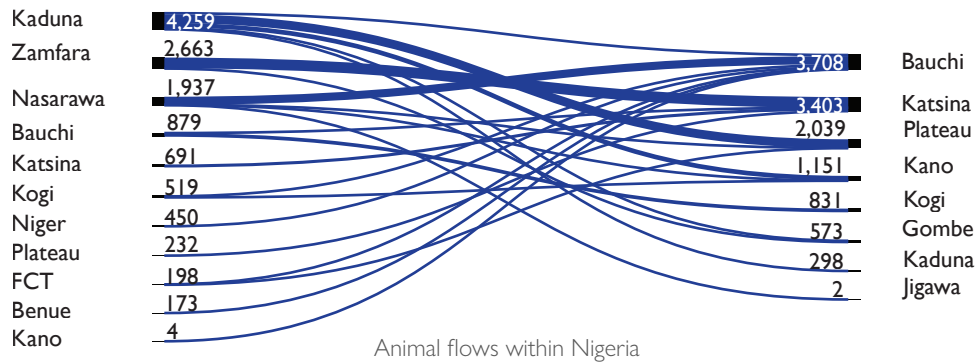 Kaduna 4,259
Zamfara 2,663
Nasarawa 1,937
Bauchi 879
Katsina 691
Kogi 519
Niger 450
Plateau 232
FCT 198
Benue 173
Kano 4
3,708 Bauchi
3,403 Katsina
2,039 Plateau
1,151 Kano
831 Kogi
573 Gombe
298 Kaduna
2 Jigawa
Animal flows within Nigeria